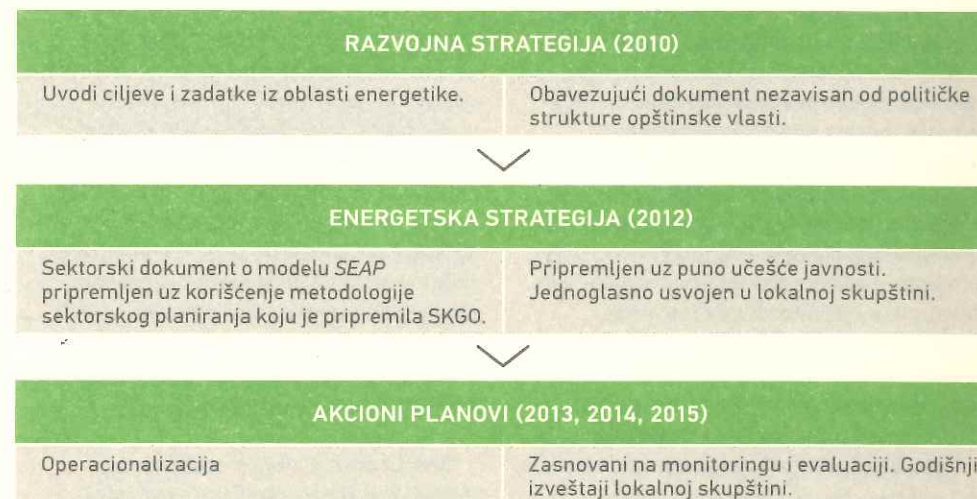 RAZVOJNA STRATEGIJA (2010)
Uvodi ciljeve i zadatke iz oblasti energetike.
Obavezujući dokument nezavisan od političke
strukture opštinske vlasti.
ENERGETSKA STRATEGIJA (2012)
Sektorski dokument o modelu SEAP
pripremljen uz korišćenje metodologije
sektorskog planiranja koju je pripremila SKGO.
Pripremljen uz puno učešće javnosti.
Jednoglasno usvojen u lokalnoj skupštini.
AKCIONI PLANOVI (2013, 2014, 2015)
Operacionalizacija
Zasnovani na monitoringu i evaluaciji. Godišnji
izveštaji lokalnoj skupštini.